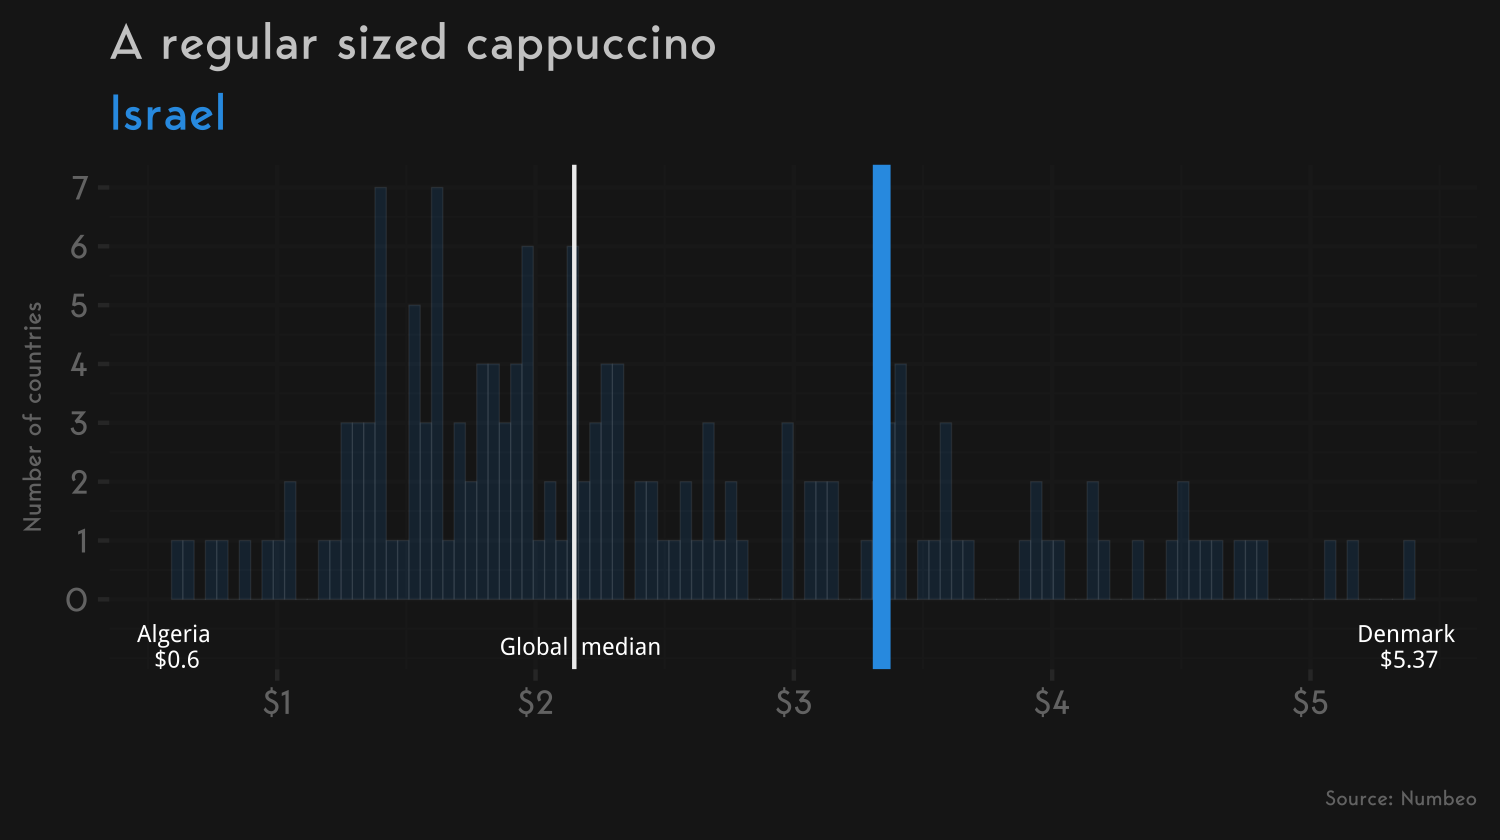 A regular sized cappuccino
Israel
Number of countries
7
6
5
4
3
2
1
0
Algeria
$0.6
Global median
Denmark
$5.37
$1 $2 $3 $4 $5
Source: Numbeo